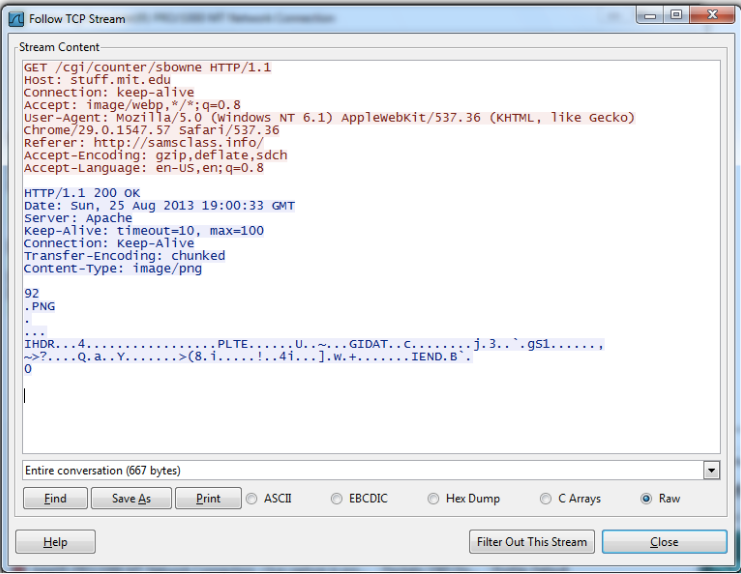 Follow TCP Stream
Stream Content
GET /cgi/counter/sbowne HTTP/1.1
Host: stuff.mit.edu
Connection: keep-alive
Accept: image/webp,*/*;q=0.8
User-Agent: Mozilla/5.0 (Windows NT 6.1) AppleWebKit/537.36 (KHTML, like Gecko)
Chrome/29.0.1547.57 Safari/537.36
Referer: http://samsclass.info/
Accept-Encoding: gzip,deflate,sdch
Accept-Language: en-US,en;q=0.8
HTTP/1.1 200 OK
Date: Sun, 25 Aug 2013 19:00:33 GMT
Server: Apache
Keep-Alive: timeout=10, max=100
Connection: Keep-Alive
Transfer-Encoding: chunked
Content-Type: image/png
92
.PNG
.
...
IHDR...4.................PLTE......U..~...GIDAT..c........j.3..`.gS1......,
~>?....Q.a..Y.......>(8.i.....!..4i...].w.+.......IEND.B`.
0
Entire conversation (667 bytes)
Find Save As Print ASCII EBCDIC Hex Dump C Arrays Raw
Help Filter Out This Stream Close